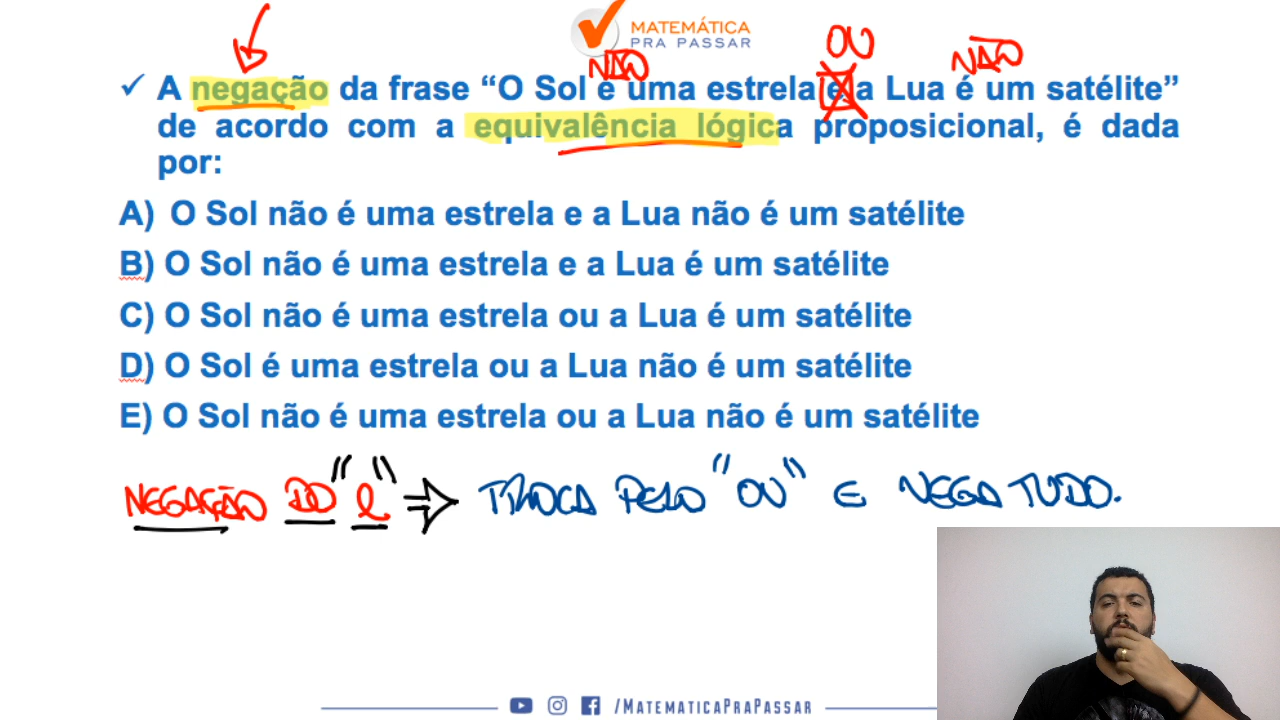 MATEMÁTICA
PRA PASSAR
OU
NÃO NÃO
✓ A negação da frase “O Sol é uma estrela e a Lua é um satélite”
de acordo com a equivalência lógica proposicional, é dada
por:
A) O Sol não é uma estrela e a Lua não é um satélite
B) O Sol não é uma estrela e a Lua é um satélite
C) O Sol não é uma estrela ou a Lua é um satélite
D) O Sol é uma estrela ou a Lua não é um satélite
E) O Sol não é uma estrela ou a Lua não é um satélite
NEGAÇÃO DO "e" ⇒ TROCA PELO "OU" E NEGA TUDO.
/MatematicaPraPassar